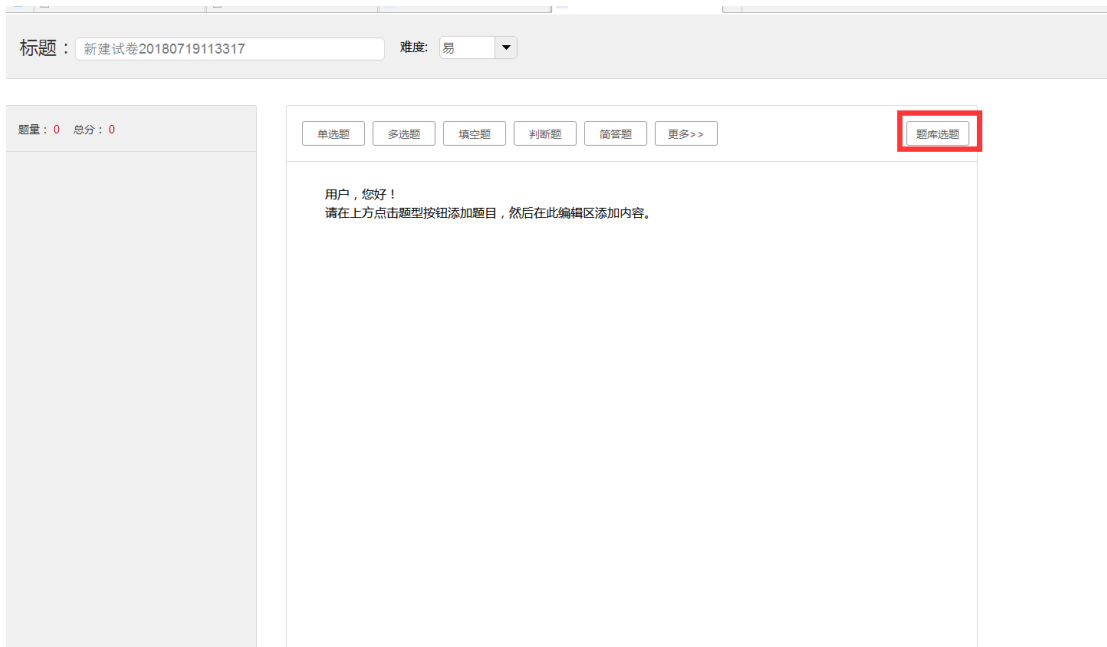 标题： 新建试卷20180719113317 难度: 易
题量：0 总分：0
单选题 多选题 填空题 判断题 简答题 更多>> 题库选题
用户，您好！
请在上方点击题型按钮添加题目，然后在此编辑区添加内容。